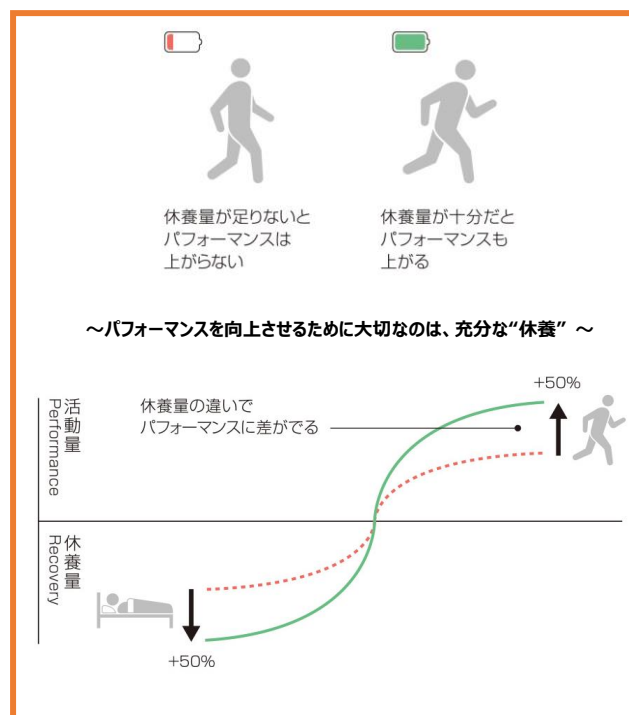 休養量が足りないと
パフォーマンスは
上がらない
休養量が十分だと
パフォーマンスも
上がる
～パフォーマンスを向上させるために大切なのは、充分な“休養” ～
+50%
活動量
Performance
休養量の違いで
パフォーマンスに差がでる
休養量
Recovery
+50%